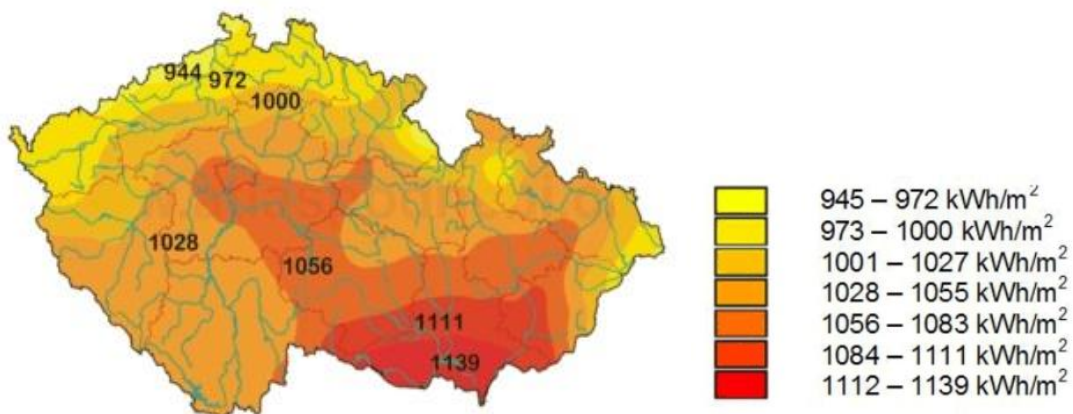 944
972
1000
1028
1056
1111
1139
945 – 972 kWh/m²
973 – 1000 kWh/m²
1001 – 1027 kWh/m²
1028 – 1055 kWh/m²
1056 – 1083 kWh/m²
1084 – 1111 kWh/m²
1112 – 1139 kWh/m²